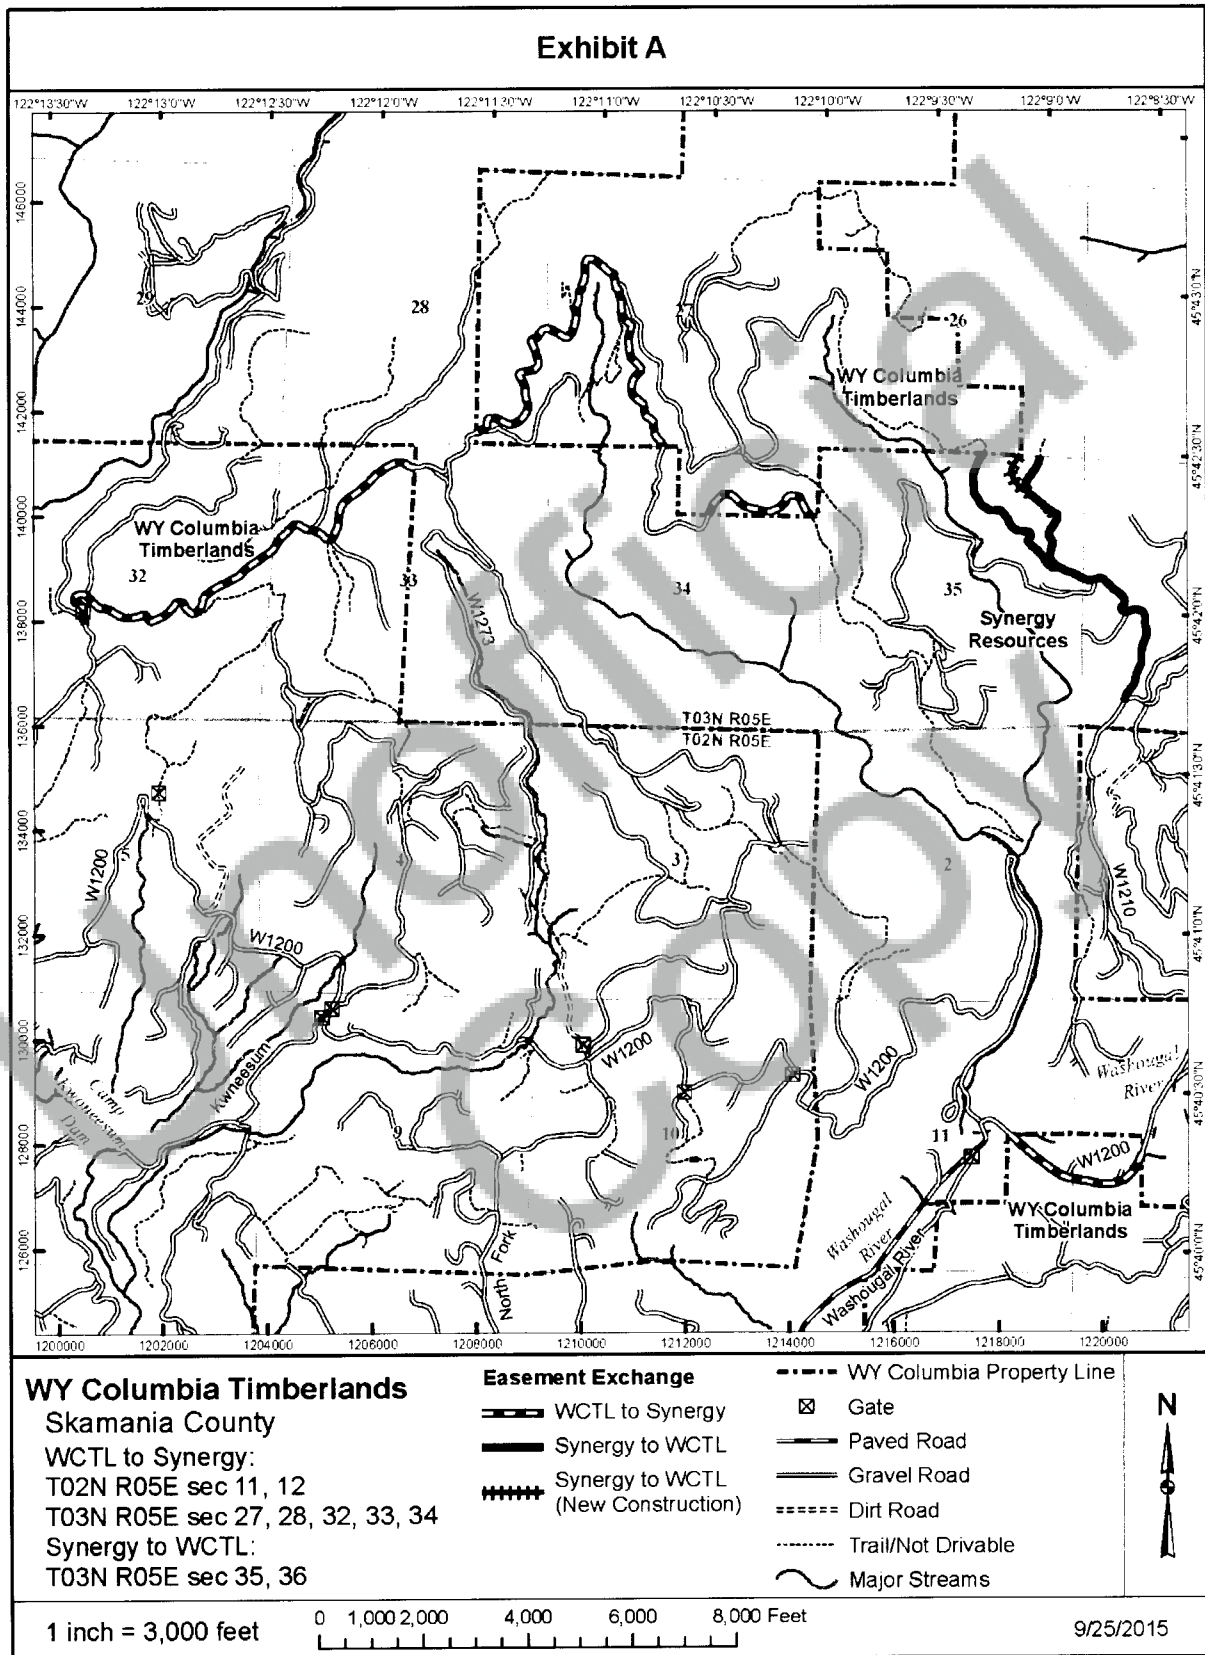 Exhibit A
122°13'30"W 122°13'0"W 122°12'30"W 122°12'0"W 122°11'30"W 122°11'0"W 122°10'30"W 122°10'0"W 122°9'30"W 122°9'0"W 122°8'30"W
146000
144000
142000
140000
138000
136000
134000
132000
130000
128000
126000
45°43'0"N
45°42'30"N
45°42'0"N
45°41'30"N
45°41'0"N
45°40'30"N
45°40'0"N
29
28
27
26
WY Columbia
Timberlands
WY Columbia
Timberlands
32
33
34
35
Synergy
Resources
W1273
T03N R05E
T02N R05E
5
4
3
2
W1200
W1210
W1200
W1200
W1200
Kwneesum
Camp
Kwoneesum
Dam
Washougal
River
9
10
11
W1200
WY Columbia
Timberlands
Washougal
River
Washougal River
North Fork
1200000 1202000 1204000 1206000 1208000 1210000 1212000 1214000 1216000 1218000 1220000
Unofficial
Copy
WY Columbia Timberlands
Skamania County
WCTL to Synergy:
T02N R05E sec 11, 12
T03N R05E sec 27, 28, 32, 33, 34
Synergy to WCTL:
T03N R05E sec 35, 36
Easement Exchange
WCTL to Synergy
Synergy to WCTL
Synergy to WCTL
(New Construction)
WY Columbia Property Line
Gate
Paved Road
Gravel Road
Dirt Road
Trail/Not Drivable
Major Streams
N
1 inch = 3,000 feet
0 1,000 2,000 4,000 6,000 8,000 Feet
9/25/2015